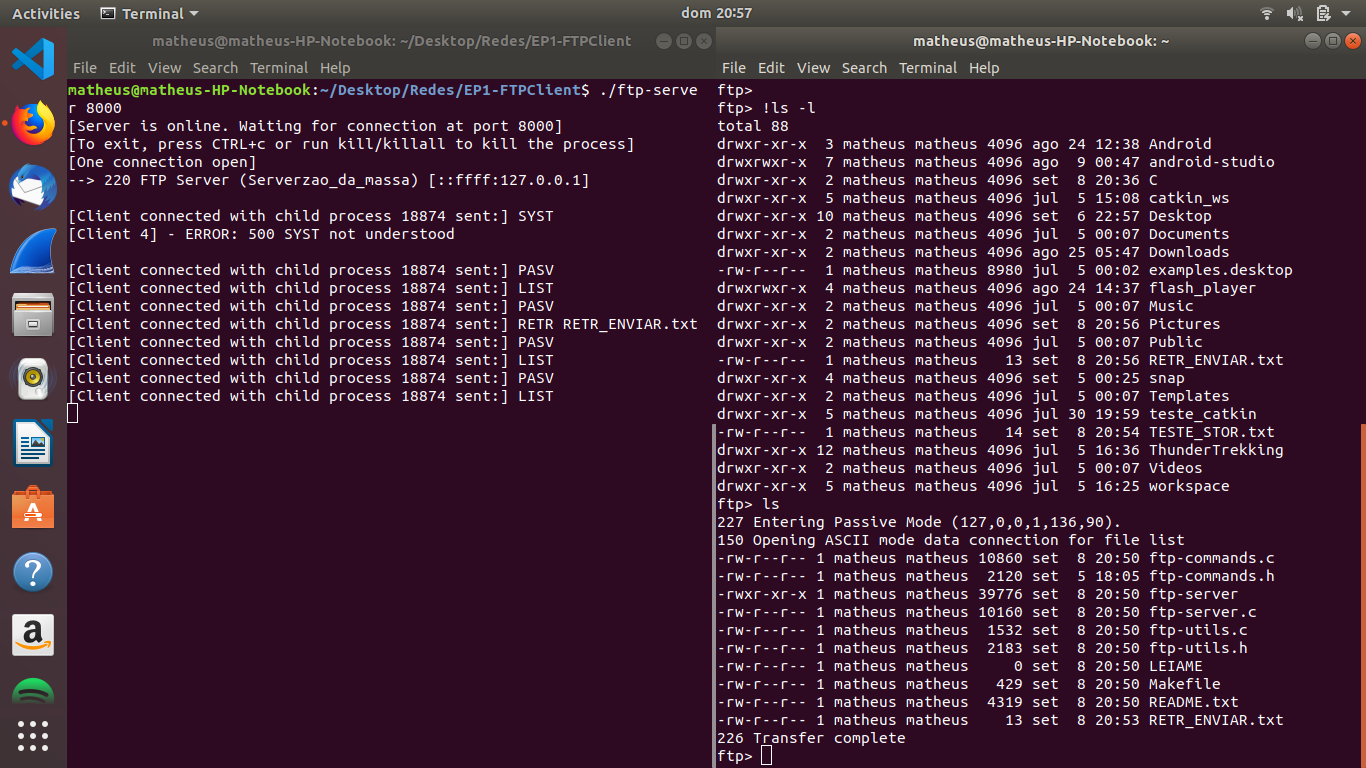 Activities
Terminal
dom 20:57
matheus@matheus-HP-Notebook: ~/Desktop/Redes/EP1-FTPClient
File Edit View Search Terminal Help
matheus@matheus-HP-Notebook:~/Desktop/Redes/EP1-FTPClient$ ./ftp-serve
r 8000
[Server is online. Waiting for connection at port 8000]
[To exit, press CTRL+c or run kill/killall to kill the process]
[One connection open]
--> 220 FTP Server (Serverzao_da_massa) [::ffff:127.0.0.1]
[Client connected with child process 18874 sent:] SYST
[Client 4] - ERROR: 500 SYST not understood
[Client connected with child process 18874 sent:] PASV
[Client connected with child process 18874 sent:] LIST
[Client connected with child process 18874 sent:] PASV
[Client connected with child process 18874 sent:] RETR RETR_ENVIAR.txt
[Client connected with child process 18874 sent:] PASV
[Client connected with child process 18874 sent:] LIST
[Client connected with child process 18874 sent:] PASV
[Client connected with child process 18874 sent:] LIST
matheus@matheus-HP-Notebook: ~
File Edit View Search Terminal Help
ftp>
ftp> !ls -l
total 88
drwxr-xr-x  3 matheus matheus 4096 ago 24 12:38 Android
drwxrwxr-x  7 matheus matheus 4096 ago  9 00:47 android-studio
drwxr-xr-x  2 matheus matheus 4096 set  8 20:36 C
drwxrwxr-x  5 matheus matheus 4096 jul  5 15:08 catkin_ws
drwxr-xr-x 10 matheus matheus 4096 set  6 22:57 Desktop
drwxr-xr-x  2 matheus matheus 4096 jul  5 00:07 Documents
drwxr-xr-x  2 matheus matheus 4096 ago 25 05:47 Downloads
-rw-r--r--  1 matheus matheus 8980 jul  5 00:02 examples.desktop
drwxrwxr-x  4 matheus matheus 4096 ago 24 14:37 flash_player
drwxr-xr-x  2 matheus matheus 4096 jul  5 00:07 Music
drwxr-xr-x  2 matheus matheus 4096 set  8 20:56 Pictures
drwxr-xr-x  2 matheus matheus 4096 jul  5 00:07 Public
-rw-r--r--  1 matheus matheus   13 set  8 20:56 RETR_ENVIAR.txt
drwxr-xr-x  4 matheus matheus 4096 set  5 00:25 snap
drwxr-xr-x  2 matheus matheus 4096 jul  5 00:07 Templates
drwxr-xr-x  5 matheus matheus 4096 jul 30 19:59 teste_catkin
-rw-r--r--  1 matheus matheus   14 set  8 20:54 TESTE_STOR.txt
drwxr-xr-x 12 matheus matheus 4096 jul  5 16:36 ThunderTrekking
drwxr-xr-x  2 matheus matheus 4096 jul  5 00:07 Videos
drwxr-xr-x  5 matheus matheus 4096 jul  5 16:25 workspace
ftp> ls
227 Entering Passive Mode (127,0,0,1,136,90).
150 Opening ASCII mode data connection for file list
-rw-r--r-- 1 matheus matheus 10860 set  8 20:50 ftp-commands.c
-rw-r--r-- 1 matheus matheus  2120 set  5 18:05 ftp-commands.h
-rwxr-xr-x 1 matheus matheus 39776 set  8 20:50 ftp-server
-rw-r--r-- 1 matheus matheus 10160 set  8 20:50 ftp-server.c
-rw-r--r-- 1 matheus matheus  1532 set  8 20:50 ftp-utils.c
-rw-r--r-- 1 matheus matheus  2183 set  8 20:50 ftp-utils.h
-rw-r--r-- 1 matheus matheus     0 set  8 20:50 LEIAME
-rw-r--r-- 1 matheus matheus   429 set  8 20:50 Makefile
-rw-r--r-- 1 matheus matheus  4319 set  8 20:50 README.txt
-rw-r--r-- 1 matheus matheus    13 set  8 20:53 RETR_ENVIAR.txt
226 Transfer complete
ftp>